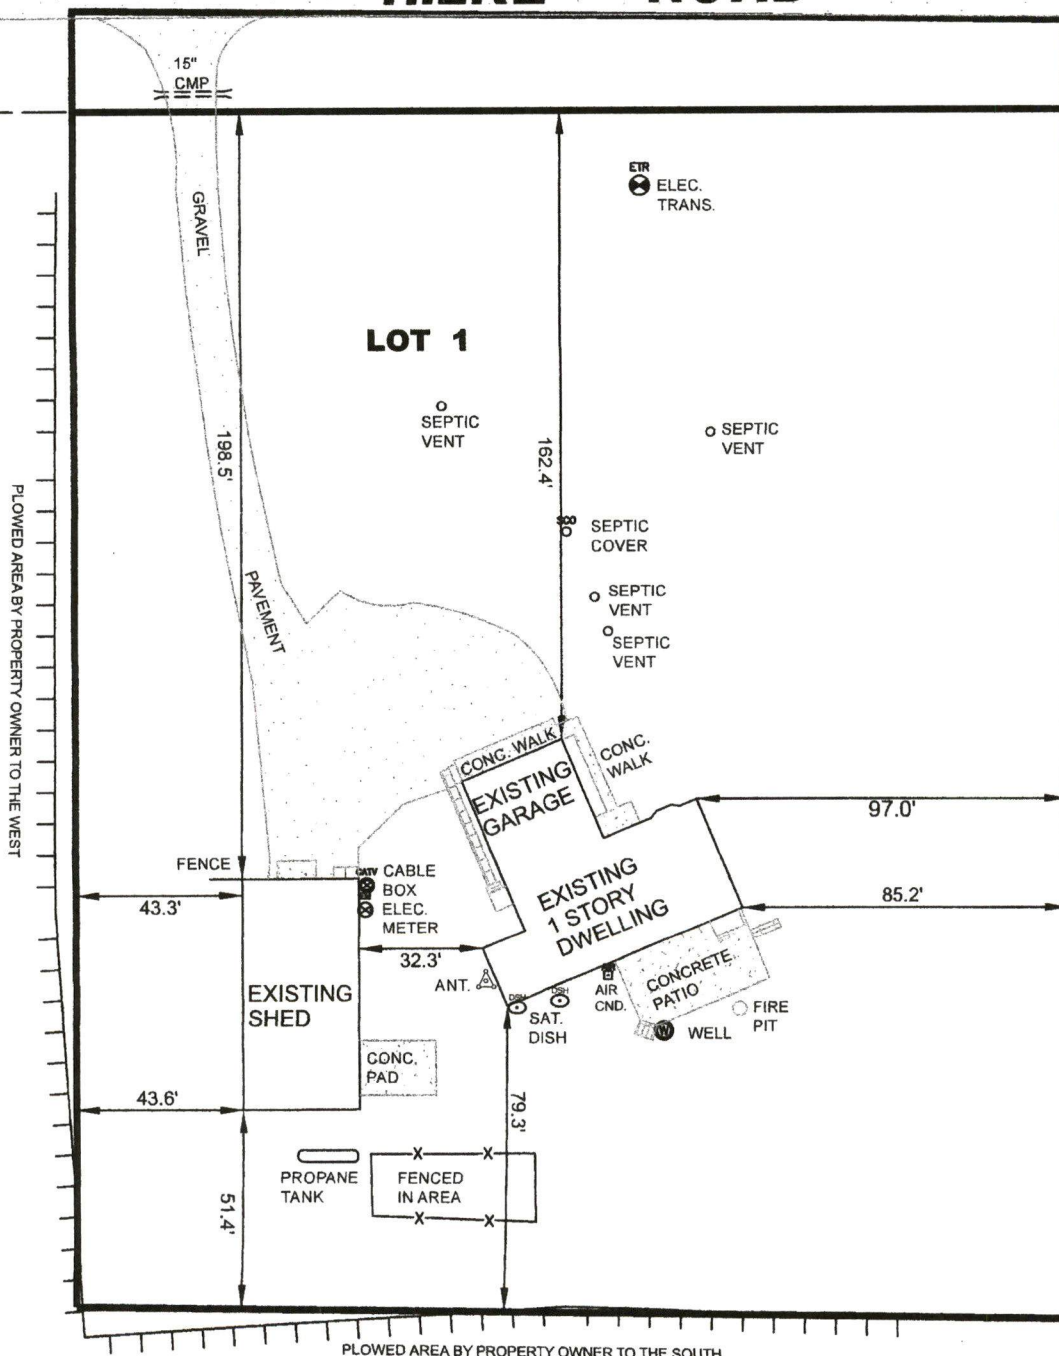 ROAD
15"
CMP
GRAVEL
ETR
ELEC.
TRANS.
LOT 1
SEPTIC
VENT
SEPTIC
VENT
198.5'
162.4'
SEPTIC
COVER
PAVEMENT
SEPTIC
VENT
SEPTIC
VENT
PLOWED AREA BY PROPERTY OWNER TO THE WEST
CONC. WALK
CONC.
WALK
EXISTING
GARAGE
97.0'
FENCE
CATV
CABLE
BOX
ELEC.
METER
43.3'
EXISTING
1 STORY
DWELLING
85.2'
32.3'
ANT.
EXISTING
SHED
DSH
DSH
SAT.
DISH
AIR
CND.
CONCRETE
PATIO
FIRE
PIT
W
WELL
CONC.
PAD
43.6'
79.3'
PROPANE
TANK
FENCED
IN AREA
51.4'
PLOWED AREA BY PROPERTY OWNER TO THE SOUTH